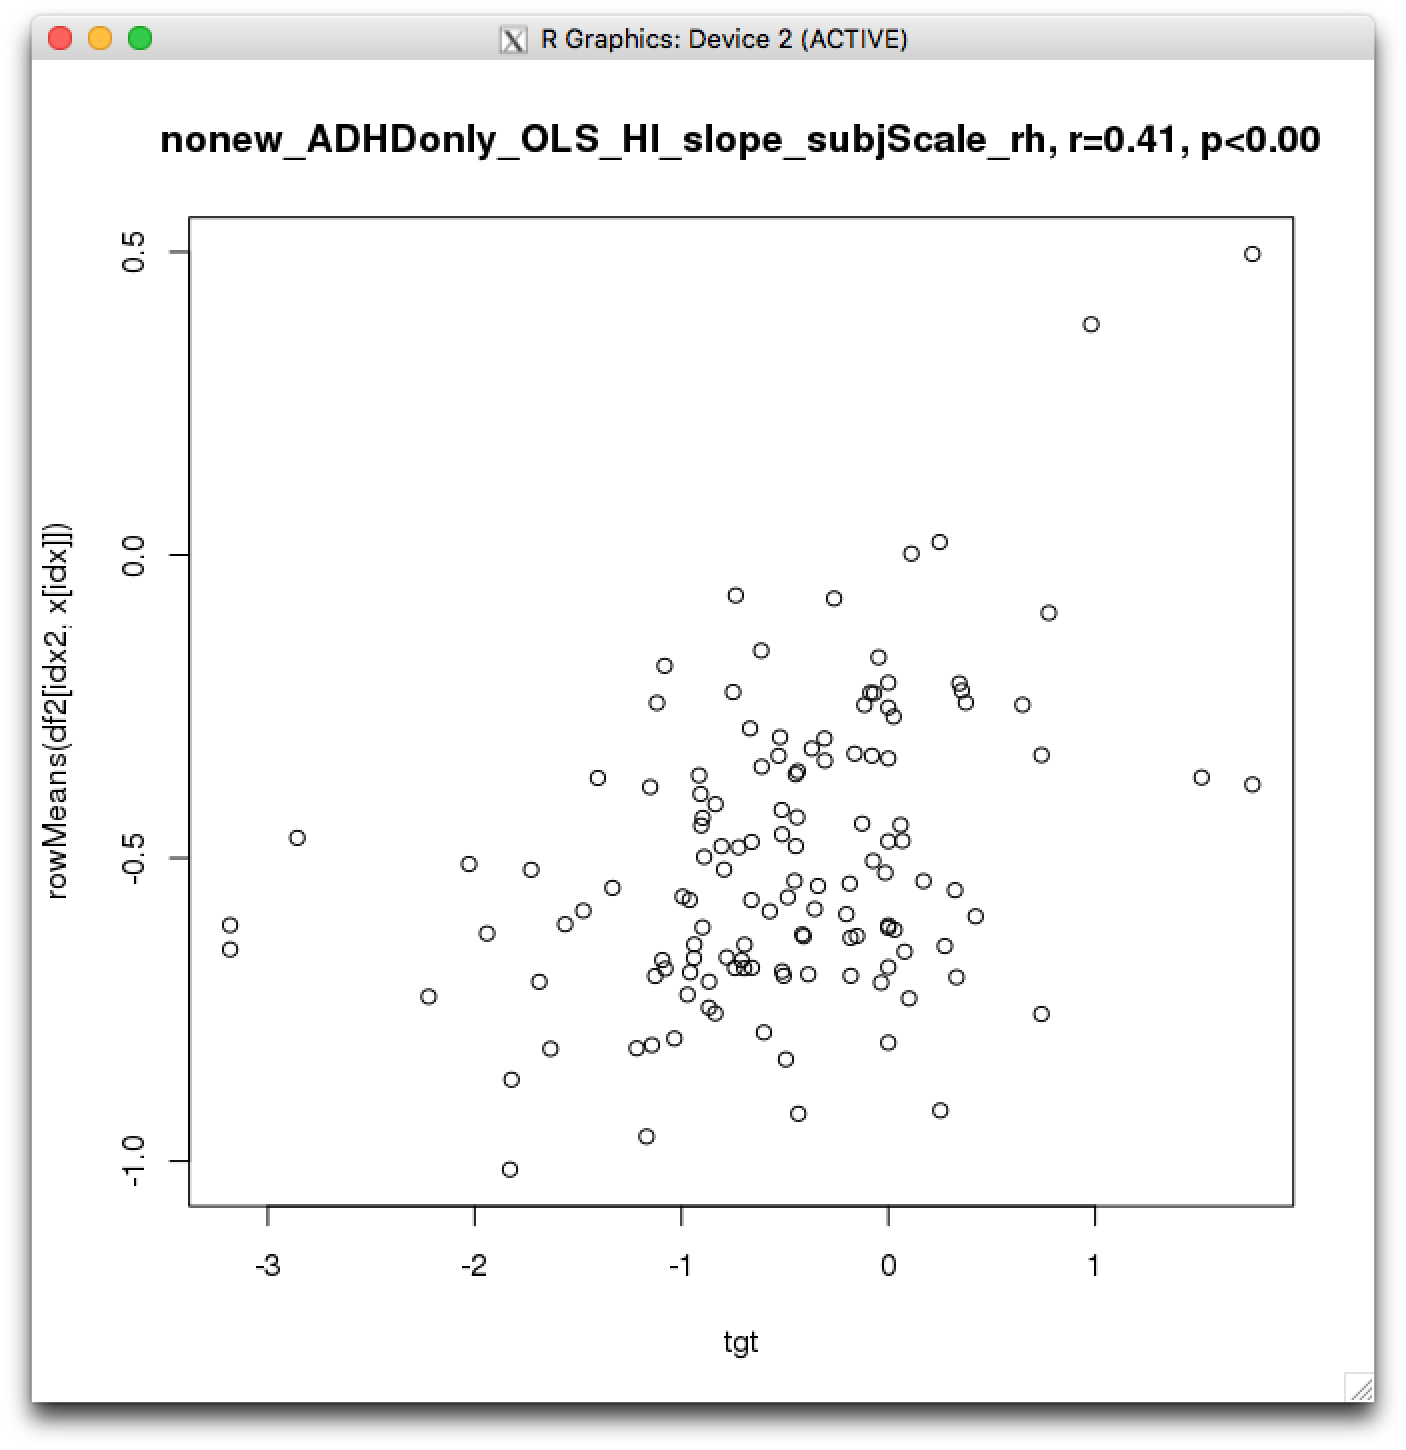 R Graphics: Device 2 (ACTIVE)
nonew_ADHDonly_OLS_HI_slope_subjScale_rh, r=0.41, p<0.00
0.5
0.0
-0.5
-1.0
rowMeans(df2[idx2, x[idx]])
-3 -2 -1 0 1
tgt